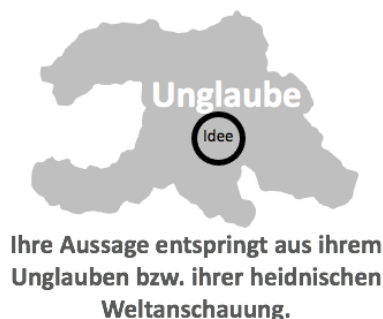 Unglaube
Idee
Ihre Aussage entspringt aus ihrem
Unglauben bzw. ihrer heidnischen
Weltanschauung.